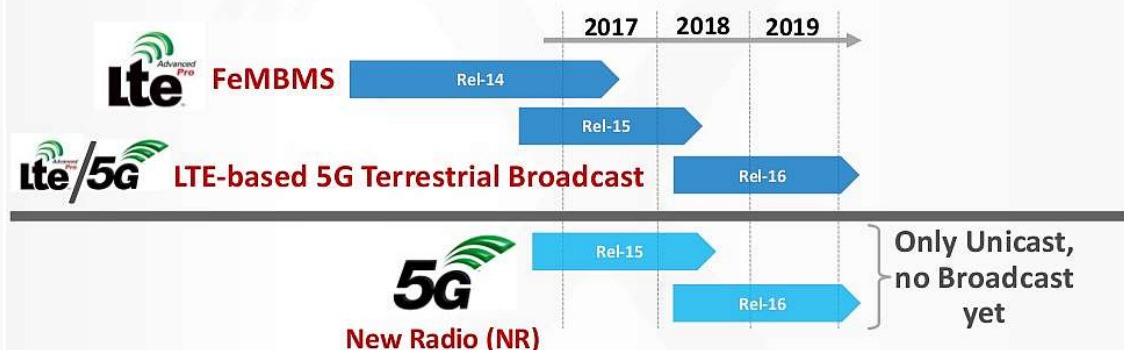 2017 2018 2019
Lte Advanced Pro
FeMBMS
Rel-14
Rel-15
Lte Advanced Pro /5G
LTE-based 5G Terrestrial Broadcast
Rel-16
5G
Rel-15
Only Unicast,
no Broadcast
yet
Rel-16
New Radio (NR)